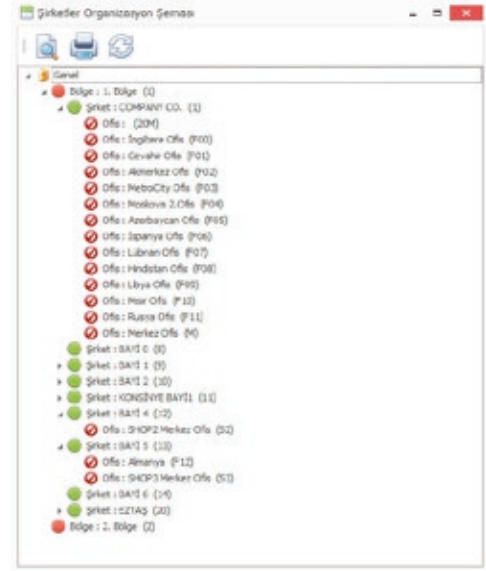 Şirketler Organizasyon Şeması
Genel
Bölge : 1. Bölge (1)
Şirket : COMPANY CO. (1)
Ofis : (20M)
Ofis : İngiltere Ofis (F00)
Ofis : Cevahir Ofis (F01)
Ofis : Akmerkez Ofis (F02)
Ofis : MetroCity Ofis (F03)
Ofis : Moskova 2.Ofis (F04)
Ofis : Azerbaycan Ofis (F05)
Ofis : İspanya Ofis (F06)
Ofis : Lübnan Ofis (F07)
Ofis : Hindistan Ofis (F08)
Ofis : Libya Ofis (F09)
Ofis : Mısır Ofis (F10)
Ofis : Rusya Ofis (F11)
Ofis : Merkez Ofis (M)
Şirket : BAYİ 0 (8)
Şirket : BAYİ 1 (9)
Şirket : BAYİ 2 (10)
Şirket : KONSİNYE BAYİ1 (11)
Şirket : BAYİ 4 (12)
Ofis : SHOP2 Merkez Ofis (S2)
Şirket : BAYİ 5 (13)
Ofis : Almanya (F12)
Ofis : SHOP3 Merkez Ofis (S3)
Şirket : BAYİ 6 (14)
Şirket : EZTAŞ (20)
Bölge : 2. Bölge (2)